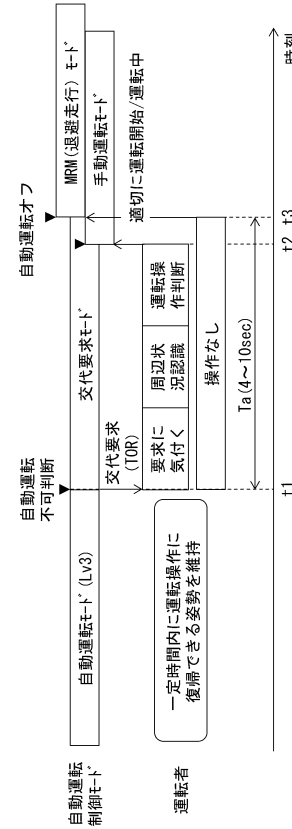 自動運転
不可判断
自動運転オフ
自動運転
制御ﾓｰﾄﾞ
自動運転ﾓｰﾄﾞ(Lv3)
交代要求ﾓｰﾄﾞ
MRM(退避走行) ﾓｰﾄﾞ
手動運転ﾓｰﾄﾞ
交代要求
(TOR)
適切に運転開始/運転中
運転者
一定時間内に運転操作に
復帰できる姿勢を維持
要求に
気付く
周辺状
況認識
運転操
作判断
操作なし
Ta(4～10sec)
t1
t2
t3
時刻